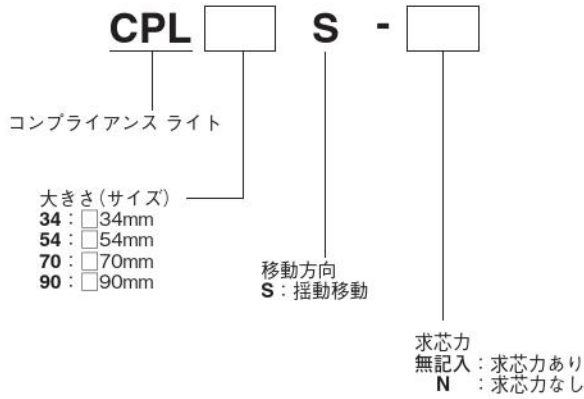 CPL□ S - □
コンプライアンス ライト
大きさ(サイズ)
34：□34mm
54：□54mm
70：□70mm
90：□90mm
移動方向
S：揺動移動
求芯力
無記入：求芯力あり
N ：求芯力なし